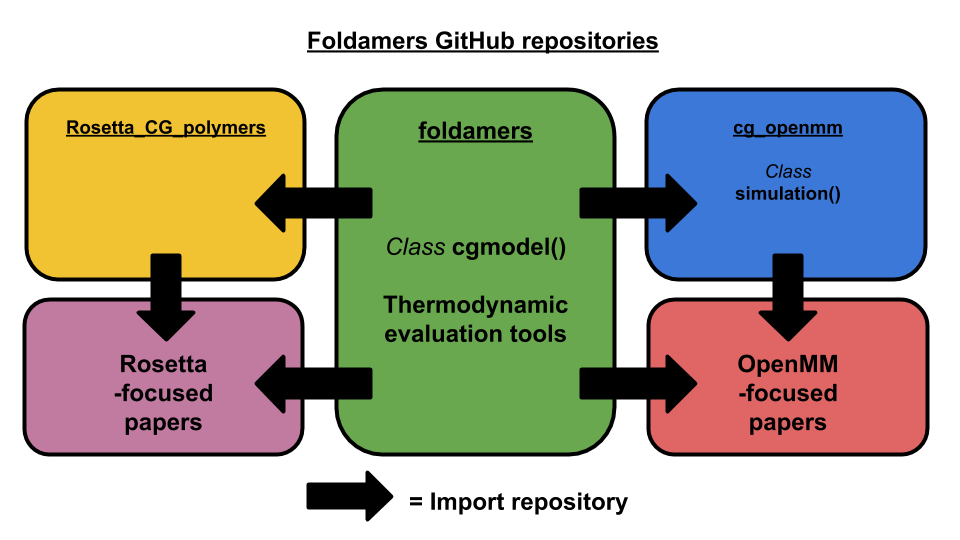 Foldamers GitHub repositories
Rosetta_CG_polymers
foldamers
Class cgmodel()
Thermodynamic
evaluation tools
cg_openmm
Class
simulation()
Rosetta
-focused
papers
OpenMM
-focused
papers
= Import repository